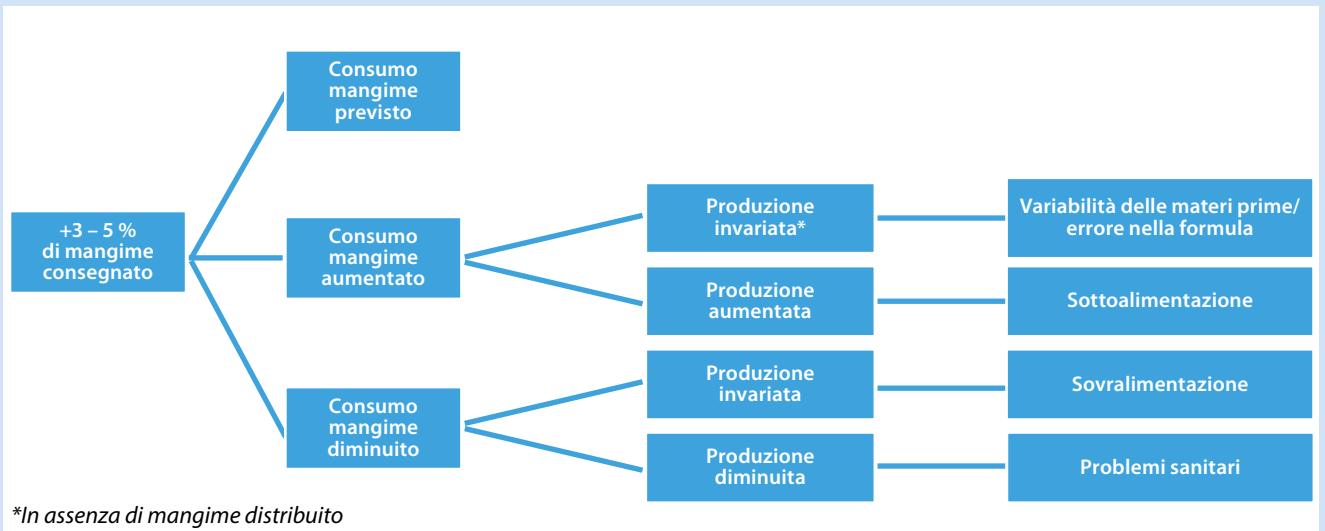 Consumo
mangime
previsto
+3 – 5 %
di mangime
consegnato
Consumo
mangime
aumentato
Produzione
invariata*
Variabilità delle materi prime/
errore nella formula
Produzione
aumentata
Sottoalimentazione
Consumo
mangime
diminuito
Produzione
invariata
Sovralimentazione
Produzione
diminuita
Problemi sanitari
*In assenza di mangime distribuito